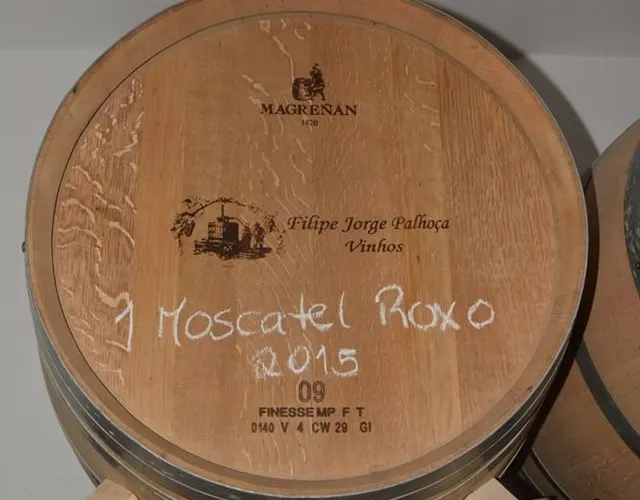 MAGREÑAN
1870
Filipe Jorge Palhoça
Vinhos
1 Moscatel Roxo
2015
09
FINESSE MP F T
0140 V 4 CW 29 GI